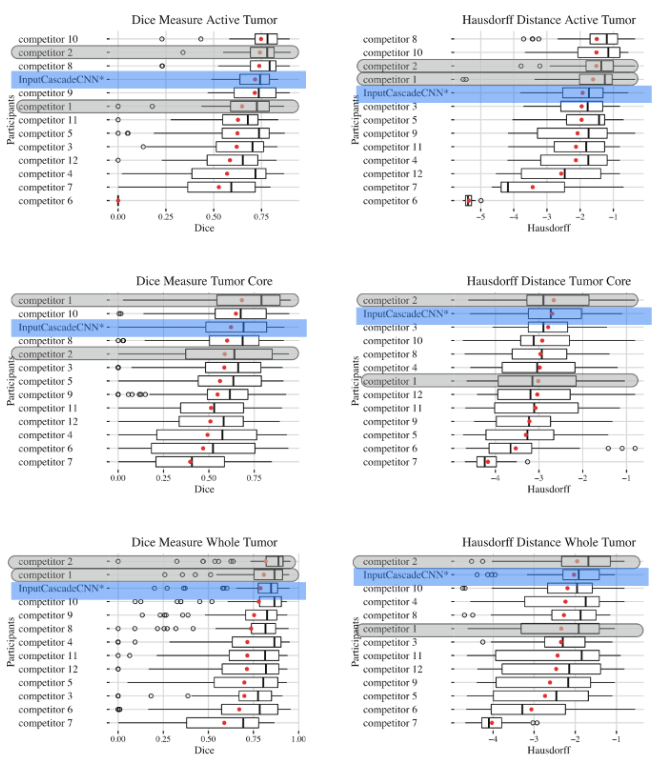 Dice Measure Active Tumor
Participants
competitor 10
competitor 2
competitor 8
InputCascadeCNN*
competitor 9
competitor 1
competitor 11
competitor 5
competitor 3
competitor 12
competitor 4
competitor 7
competitor 6
0.00 0.25 0.50 0.75
Dice
Hausdorff Distance Active Tumor
Participants
competitor 8
competitor 10
competitor 2
competitor 1
InputCascadeCNN*
competitor 3
competitor 5
competitor 9
competitor 11
competitor 4
competitor 12
competitor 7
competitor 6
−5 −4 −3 −2 −1
Hausdorff
Dice Measure Tumor Core
Participants
competitor 1
competitor 10
InputCascadeCNN*
competitor 8
competitor 2
competitor 3
competitor 5
competitor 9
competitor 11
competitor 12
competitor 4
competitor 6
competitor 7
0.00 0.25 0.50 0.75
Dice
Hausdorff Distance Tumor Core
Participants
competitor 2
InputCascadeCNN*
competitor 3
competitor 10
competitor 8
competitor 4
competitor 1
competitor 12
competitor 11
competitor 9
competitor 5
competitor 6
competitor 7
−4 −3 −2 −1
Hausdorff
Dice Measure Whole Tumor
Participants
competitor 2
competitor 1
InputCascadeCNN*
competitor 10
competitor 9
competitor 8
competitor 4
competitor 11
competitor 12
competitor 5
competitor 3
competitor 6
competitor 7
0.00 0.25 0.50 0.75 1.00
Dice
Hausdorff Distance Whole Tumor
Participants
competitor 2
InputCascadeCNN*
competitor 10
competitor 4
competitor 8
competitor 1
competitor 3
competitor 11
competitor 12
competitor 9
competitor 5
competitor 6
competitor 7
−4 −3 −2 −1
Hausdorff